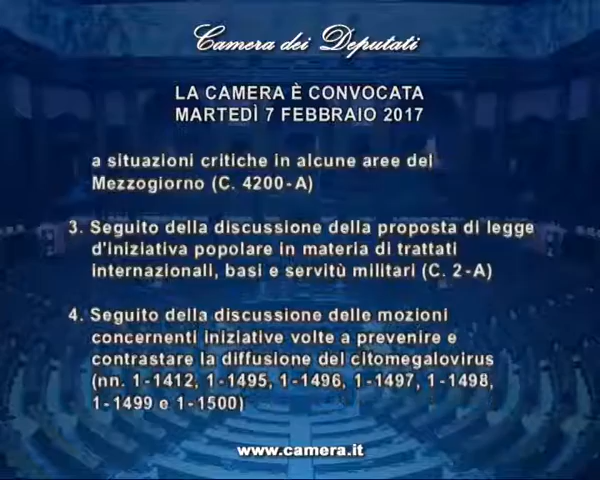 Camera dei Deputati
LA CAMERA È CONVOCATA
MARTEDÌ 7 FEBBRAIO 2017
a situazioni critiche in alcune aree del
Mezzogiorno (C. 4200-A)
3. Seguito della discussione della proposta di legge
d'iniziativa popolare in materia di trattati
internazionali, basi e servitù militari (C. 2-A)
4. Seguito della discussione delle mozioni
concernenti iniziative volte a prevenire e
contrastare la diffusione del citomegalovirus
(nn. 1-1412, 1-1495, 1-1496, 1-1497, 1-1498,
1-1499 e 1-1500)
www.camera.it